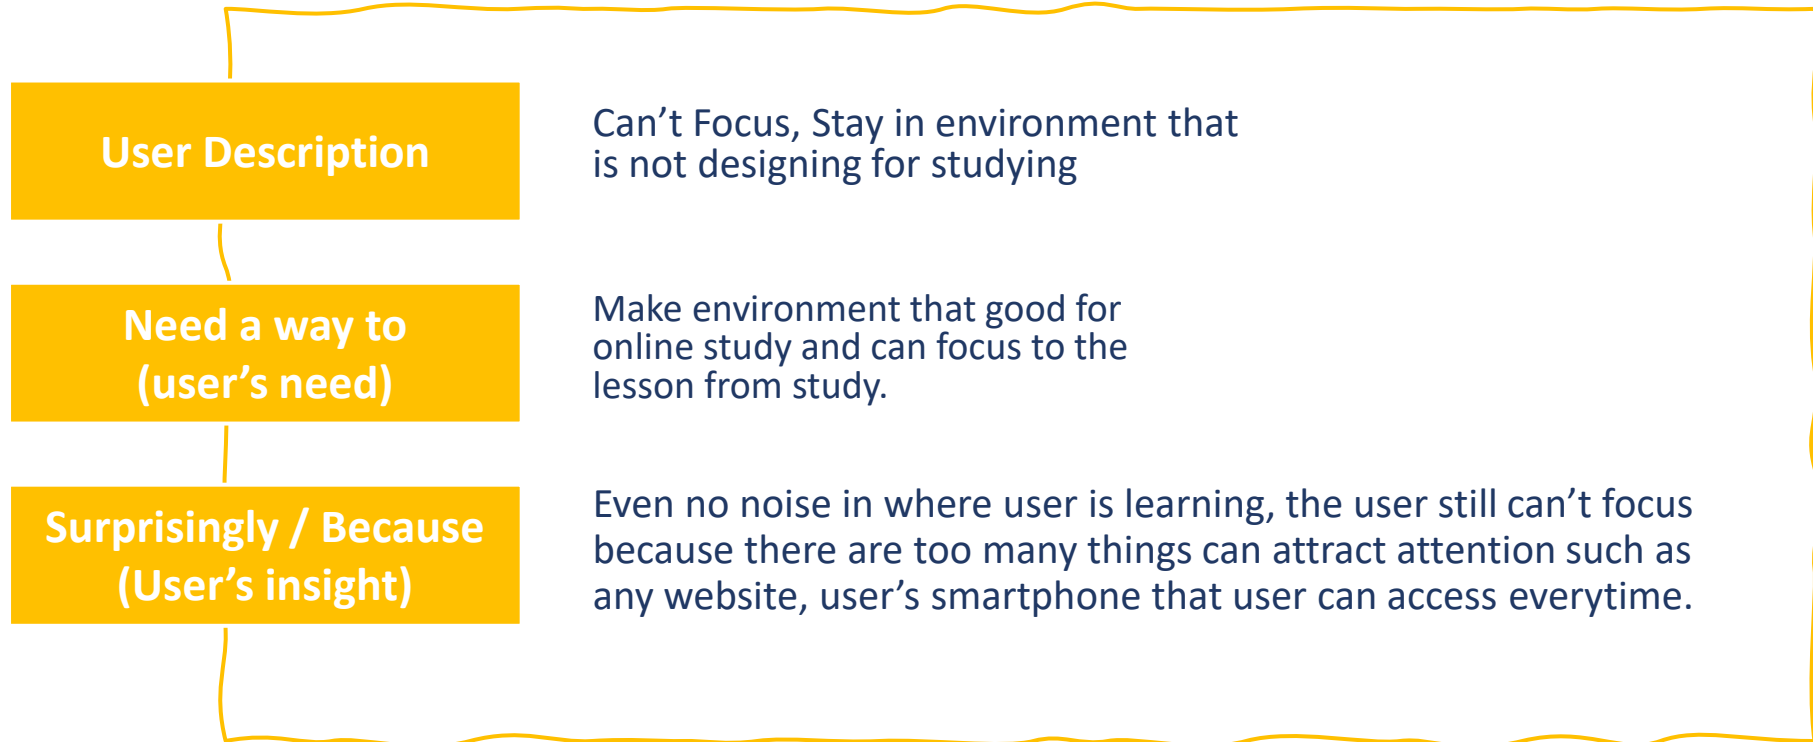 User Description
Can’t Focus, Stay in environment that
is not designing for studying
Need a way to
(user’s need)
Make environment that good for
online study and can focus to the
lesson from study.
Surprisingly / Because
(User’s insight)
Even no noise in where user is learning, the user still can’t focus
because there are too many things can attract attention such as
any website, user’s smartphone that user can access everytime.